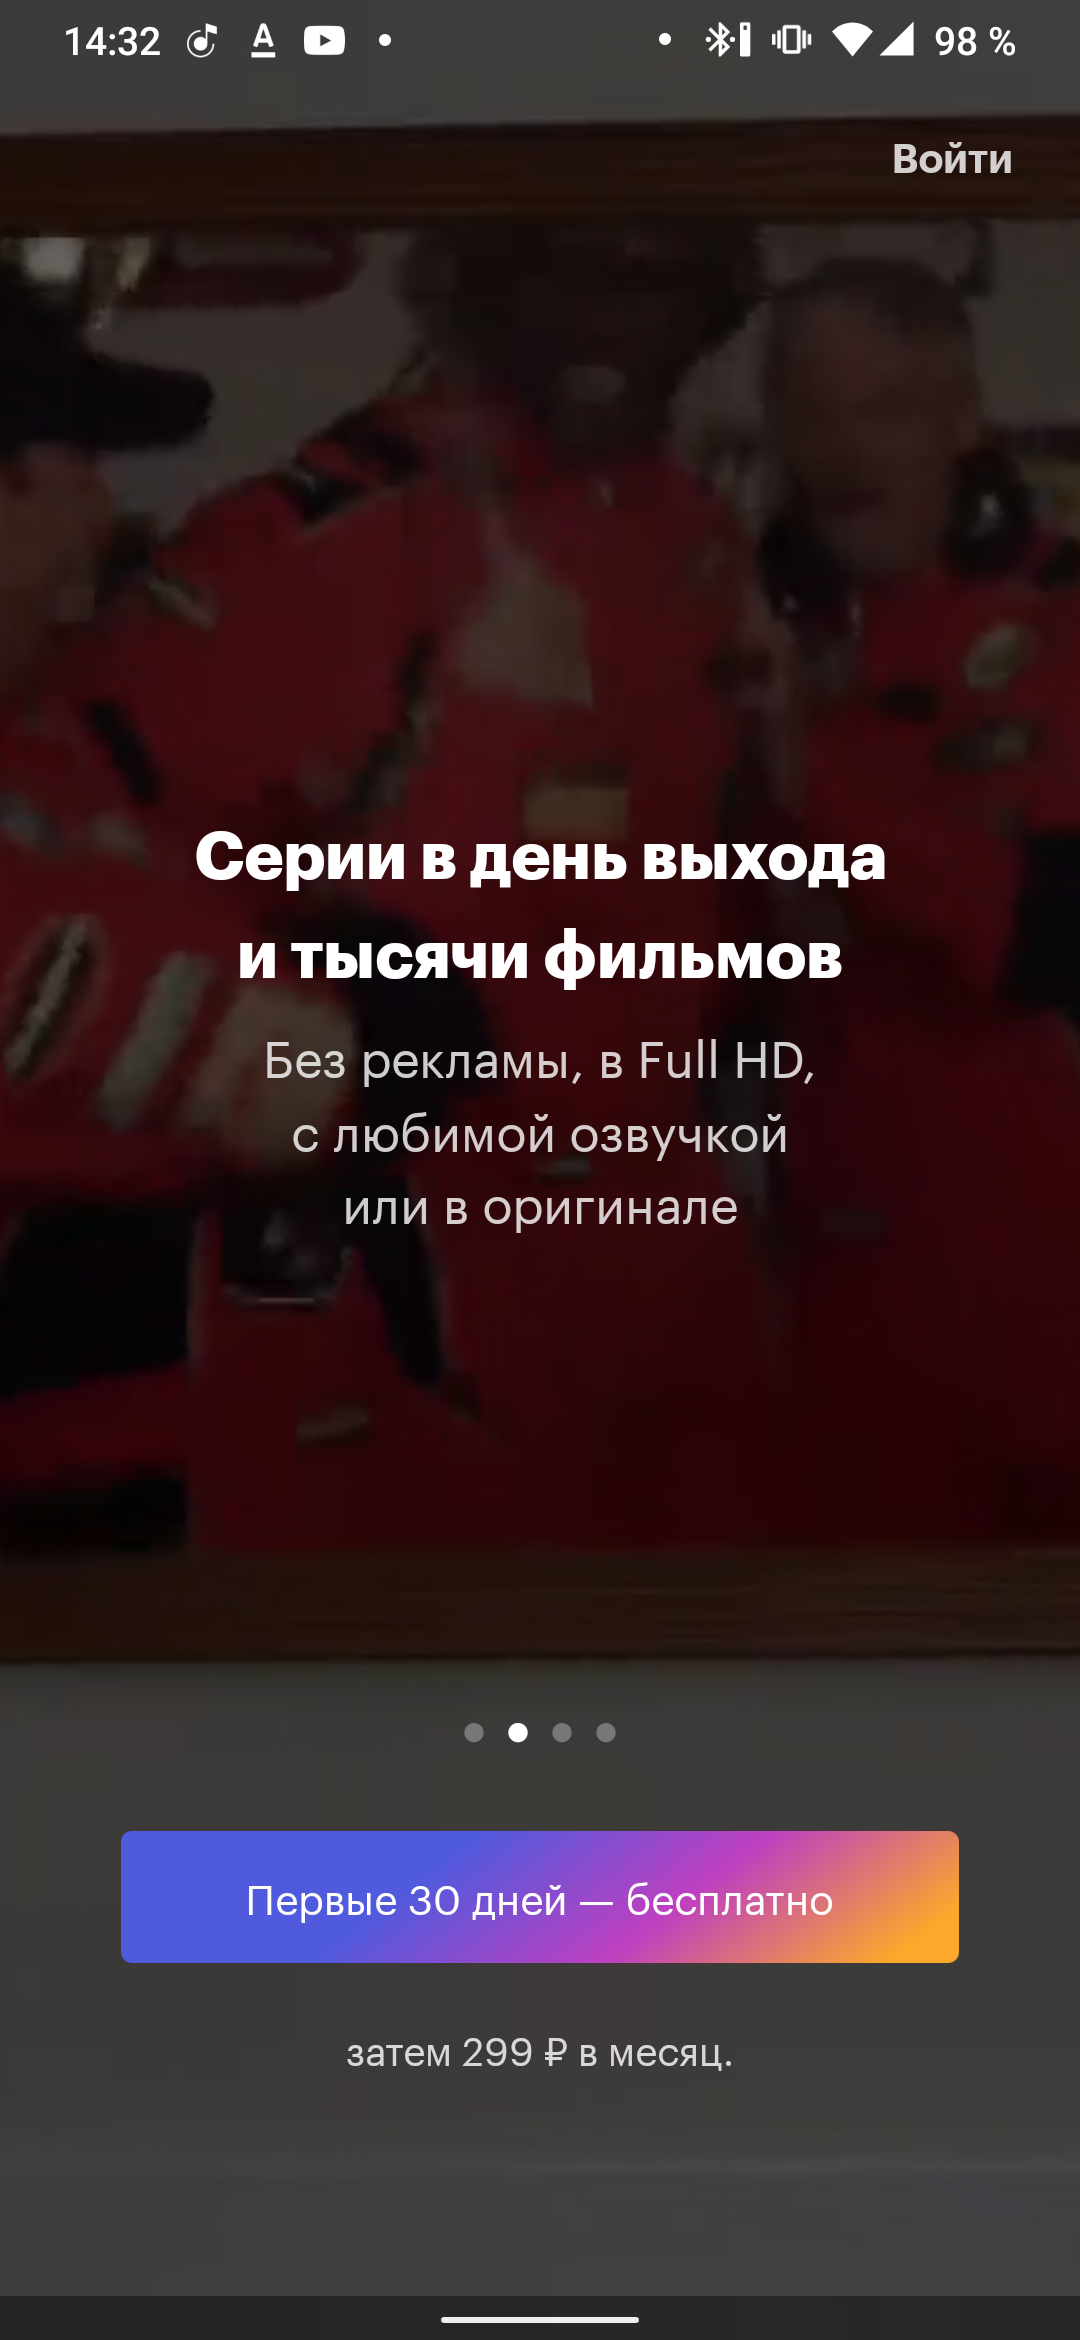 14:32
98 %
Войти
Серии в день выхода
и тысячи фильмов
Без рекламы, в Full HD,
с любимой озвучкой
или в оригинале
Первые 30 дней — бесплатно
затем 299 ₽ в месяц.